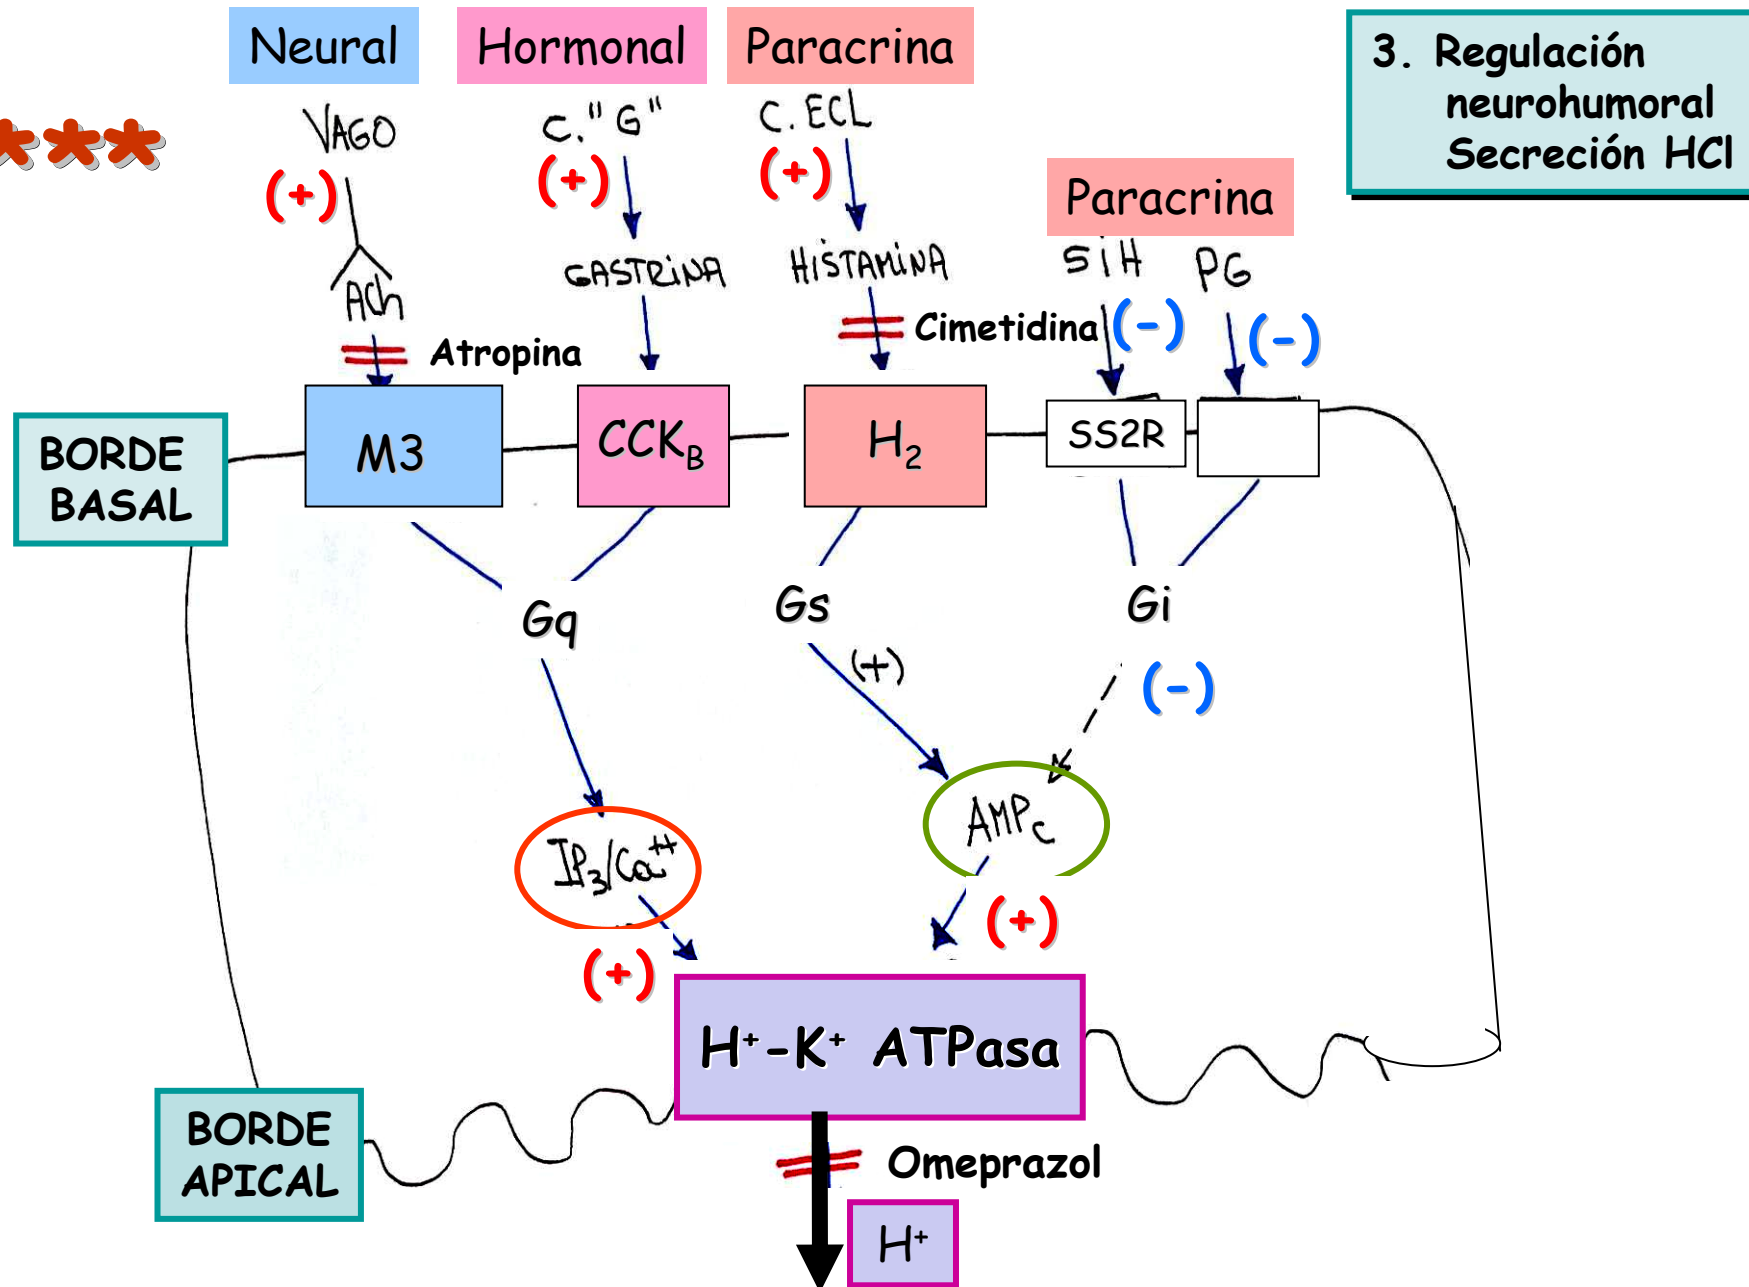 Neural
Hormonal
Paracrina
3. Regulación
neurohumoral
Secreción HCl
***
VAGO
C. "G"
C. ECL
(+)
(+)
(+)
Paracrina
ACh
GASTRINA
HISTAMINA
SiH
PG
Atropina
Cimetidina
(-)
(-)
BORDE
BASAL
M3
CCKB
H2
SS2R
Gq
Gs
Gi
(+)
(-)
IP3/Ca++
AMPc
(+)
(+)
H+-K+ ATPasa
BORDE
APICAL
Omeprazol
H+